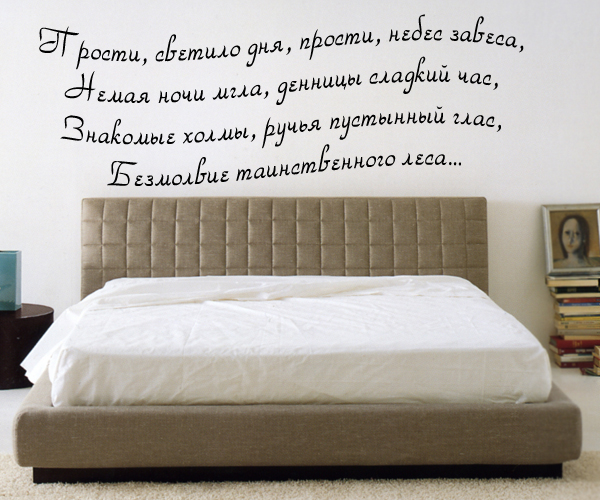 Прости, светило дня, прости, небес завеса,
Немая ночи мгла, денницы сладкий час,
Знакомые холмы, ручья пустынный глас,
Безмолвие таинственного леса...